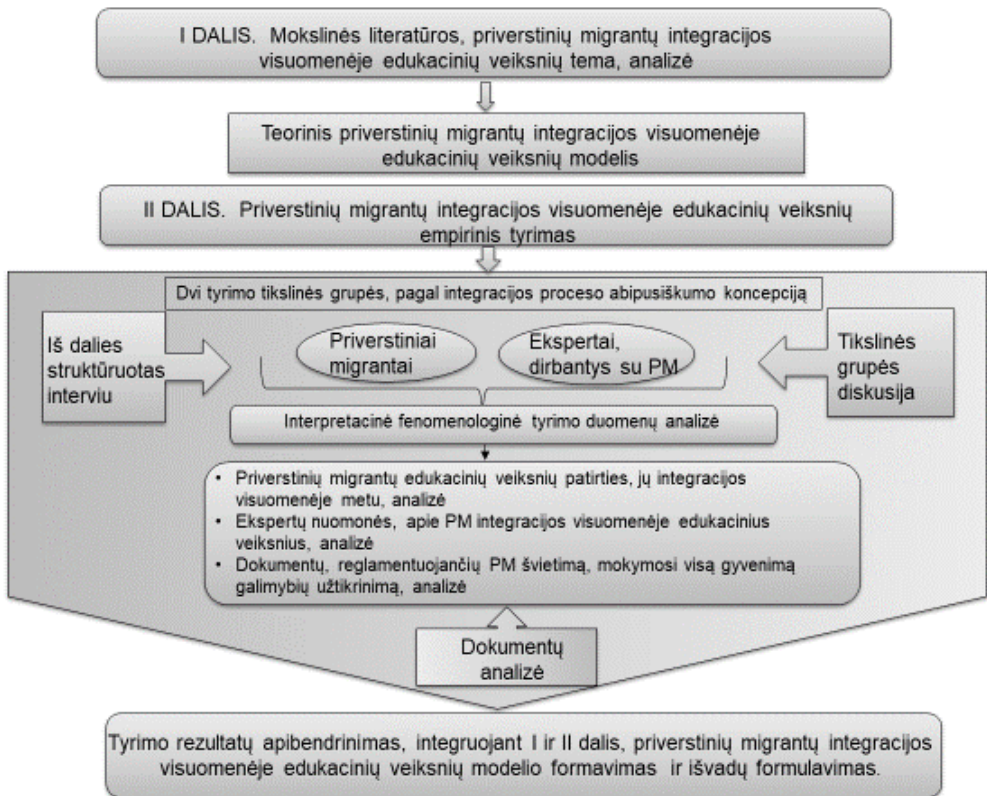 I DALIS. Mokslinės literatūros, priverstinių migrantų integracijos
visuomenėje edukacinių veiksnių tema, analizė
Teorinis priverstinių migrantų integracijos visuomenėje
edukacinių veiksnių modelis
II DALIS. Priverstinių migrantų integracijos visuomenėje edukacinių veiksnių
empirinis tyrimas
Dvi tyrimo tikslinės grupės, pagal integracijos proceso abipusiškumo koncepciją
Iš dalies
struktūruotas
interviu
Priverstiniai
migrantai
Ekspertai,
dirbantys su PM
Tikslinės
grupės
diskusija
Interpretacinė fenomenologinė tyrimo duomenų analizė
• Priverstinių migrantų edukacinių veiksnių patirties, jų integracijos
visuomenėje metu, analizė
• Ekspertų nuomonės, apie PM integracijos visuomenėje edukacinius
veiksnius, analizė
• Dokumentų, reglamentuojančių PM švietimą, mokymosi visą gyvenimą
galimybių užtikrinimą, analizė
Dokumentų
analizė
Tyrimo rezultatų apibendrinimas, integruojant I ir II dalis, priverstinių migrantų integracijos
visuomenėje edukacinių veiksnių modelio formavimas ir išvadų formulavimas.